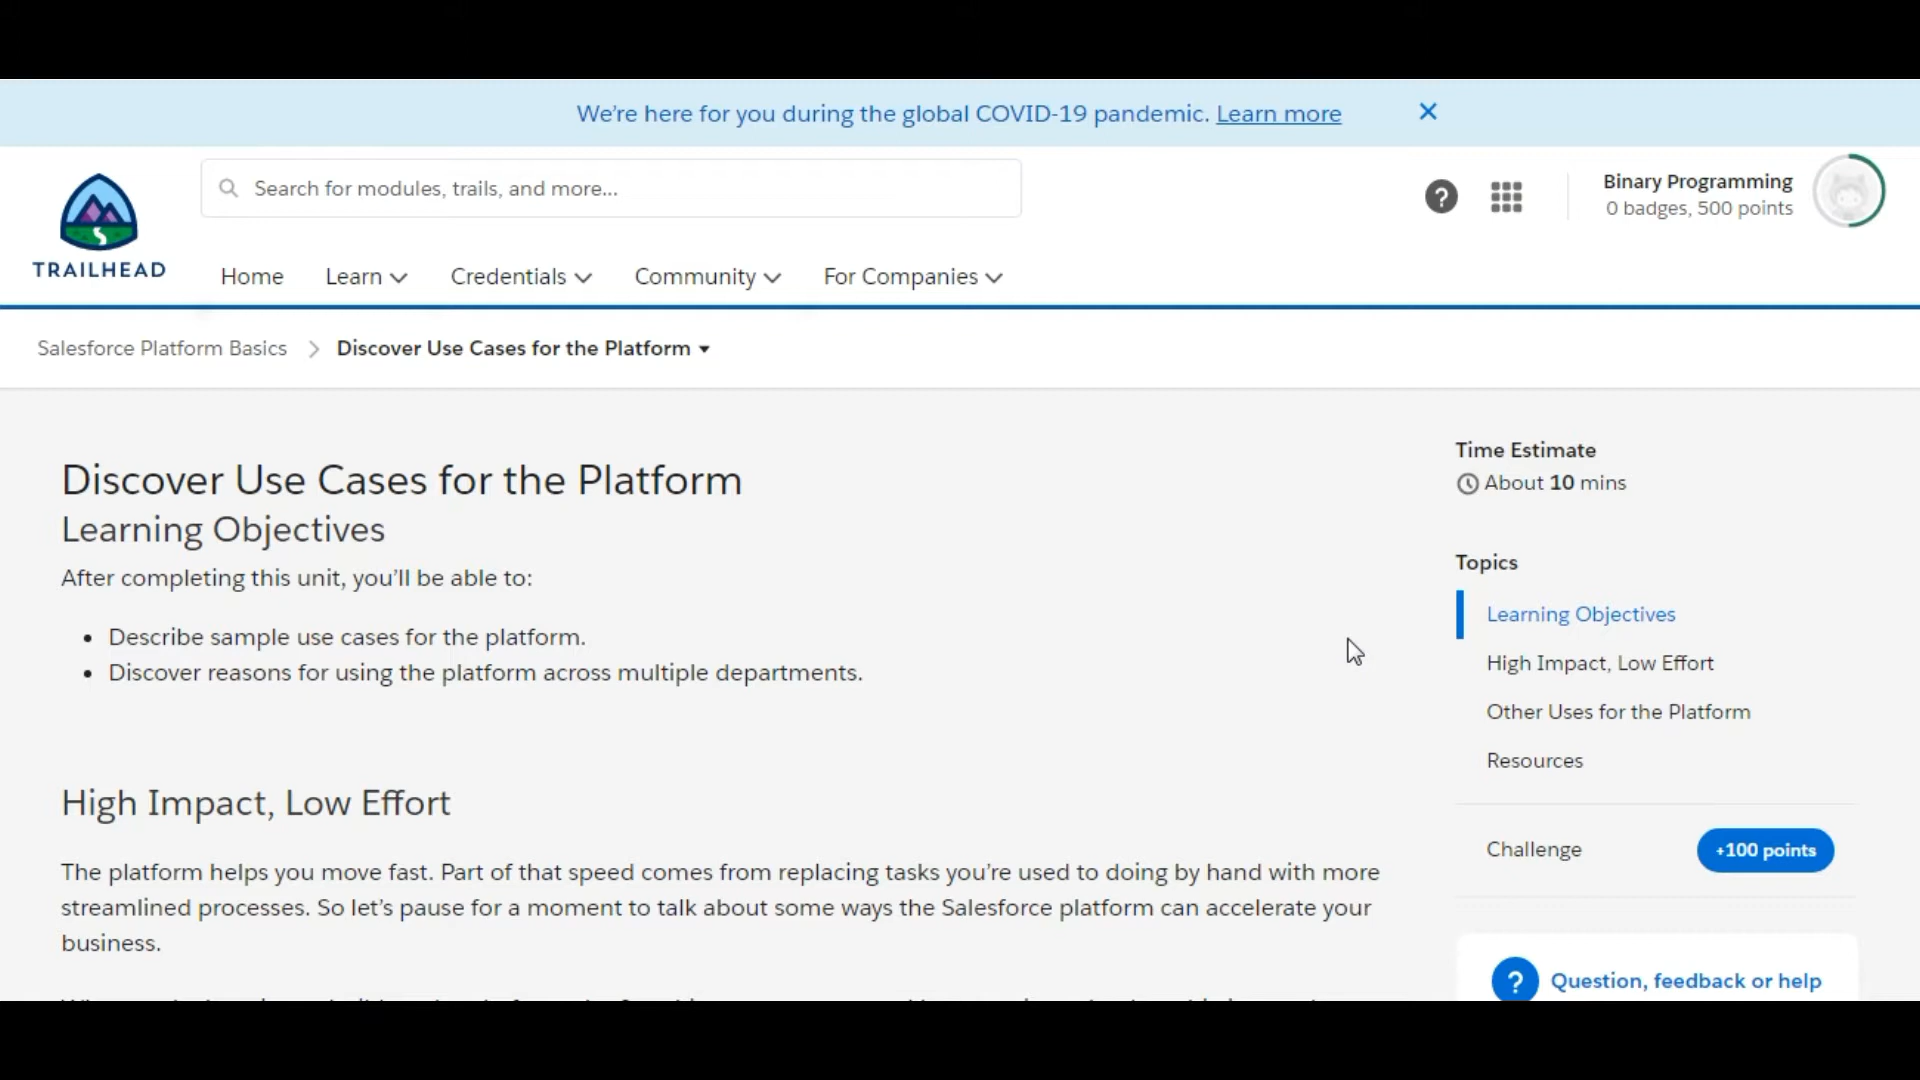 We're here for you during the global COVID-19 pandemic. Learn more
Search for modules, trails, and more...
Binary Programming
0 badges, 500 points
TRAILHEAD
Home Learn Credentials Community For Companies
Salesforce Platform Basics Discover Use Cases for the Platform
Discover Use Cases for the Platform
Learning Objectives
After completing this unit, you'll be able to:
• Describe sample use cases for the platform.
• Discover reasons for using the platform across multiple departments.
High Impact, Low Effort
The platform helps you move fast. Part of that speed comes from replacing tasks you're used to doing by hand with more
streamlined processes. So let's pause for a moment to talk about some ways the Salesforce platform can accelerate your
business.
Time Estimate
About 10 mins
Topics
Learning Objectives
High Impact, Low Effort
Other Uses for the Platform
Resources
Challenge +100 points
? Question, feedback or help